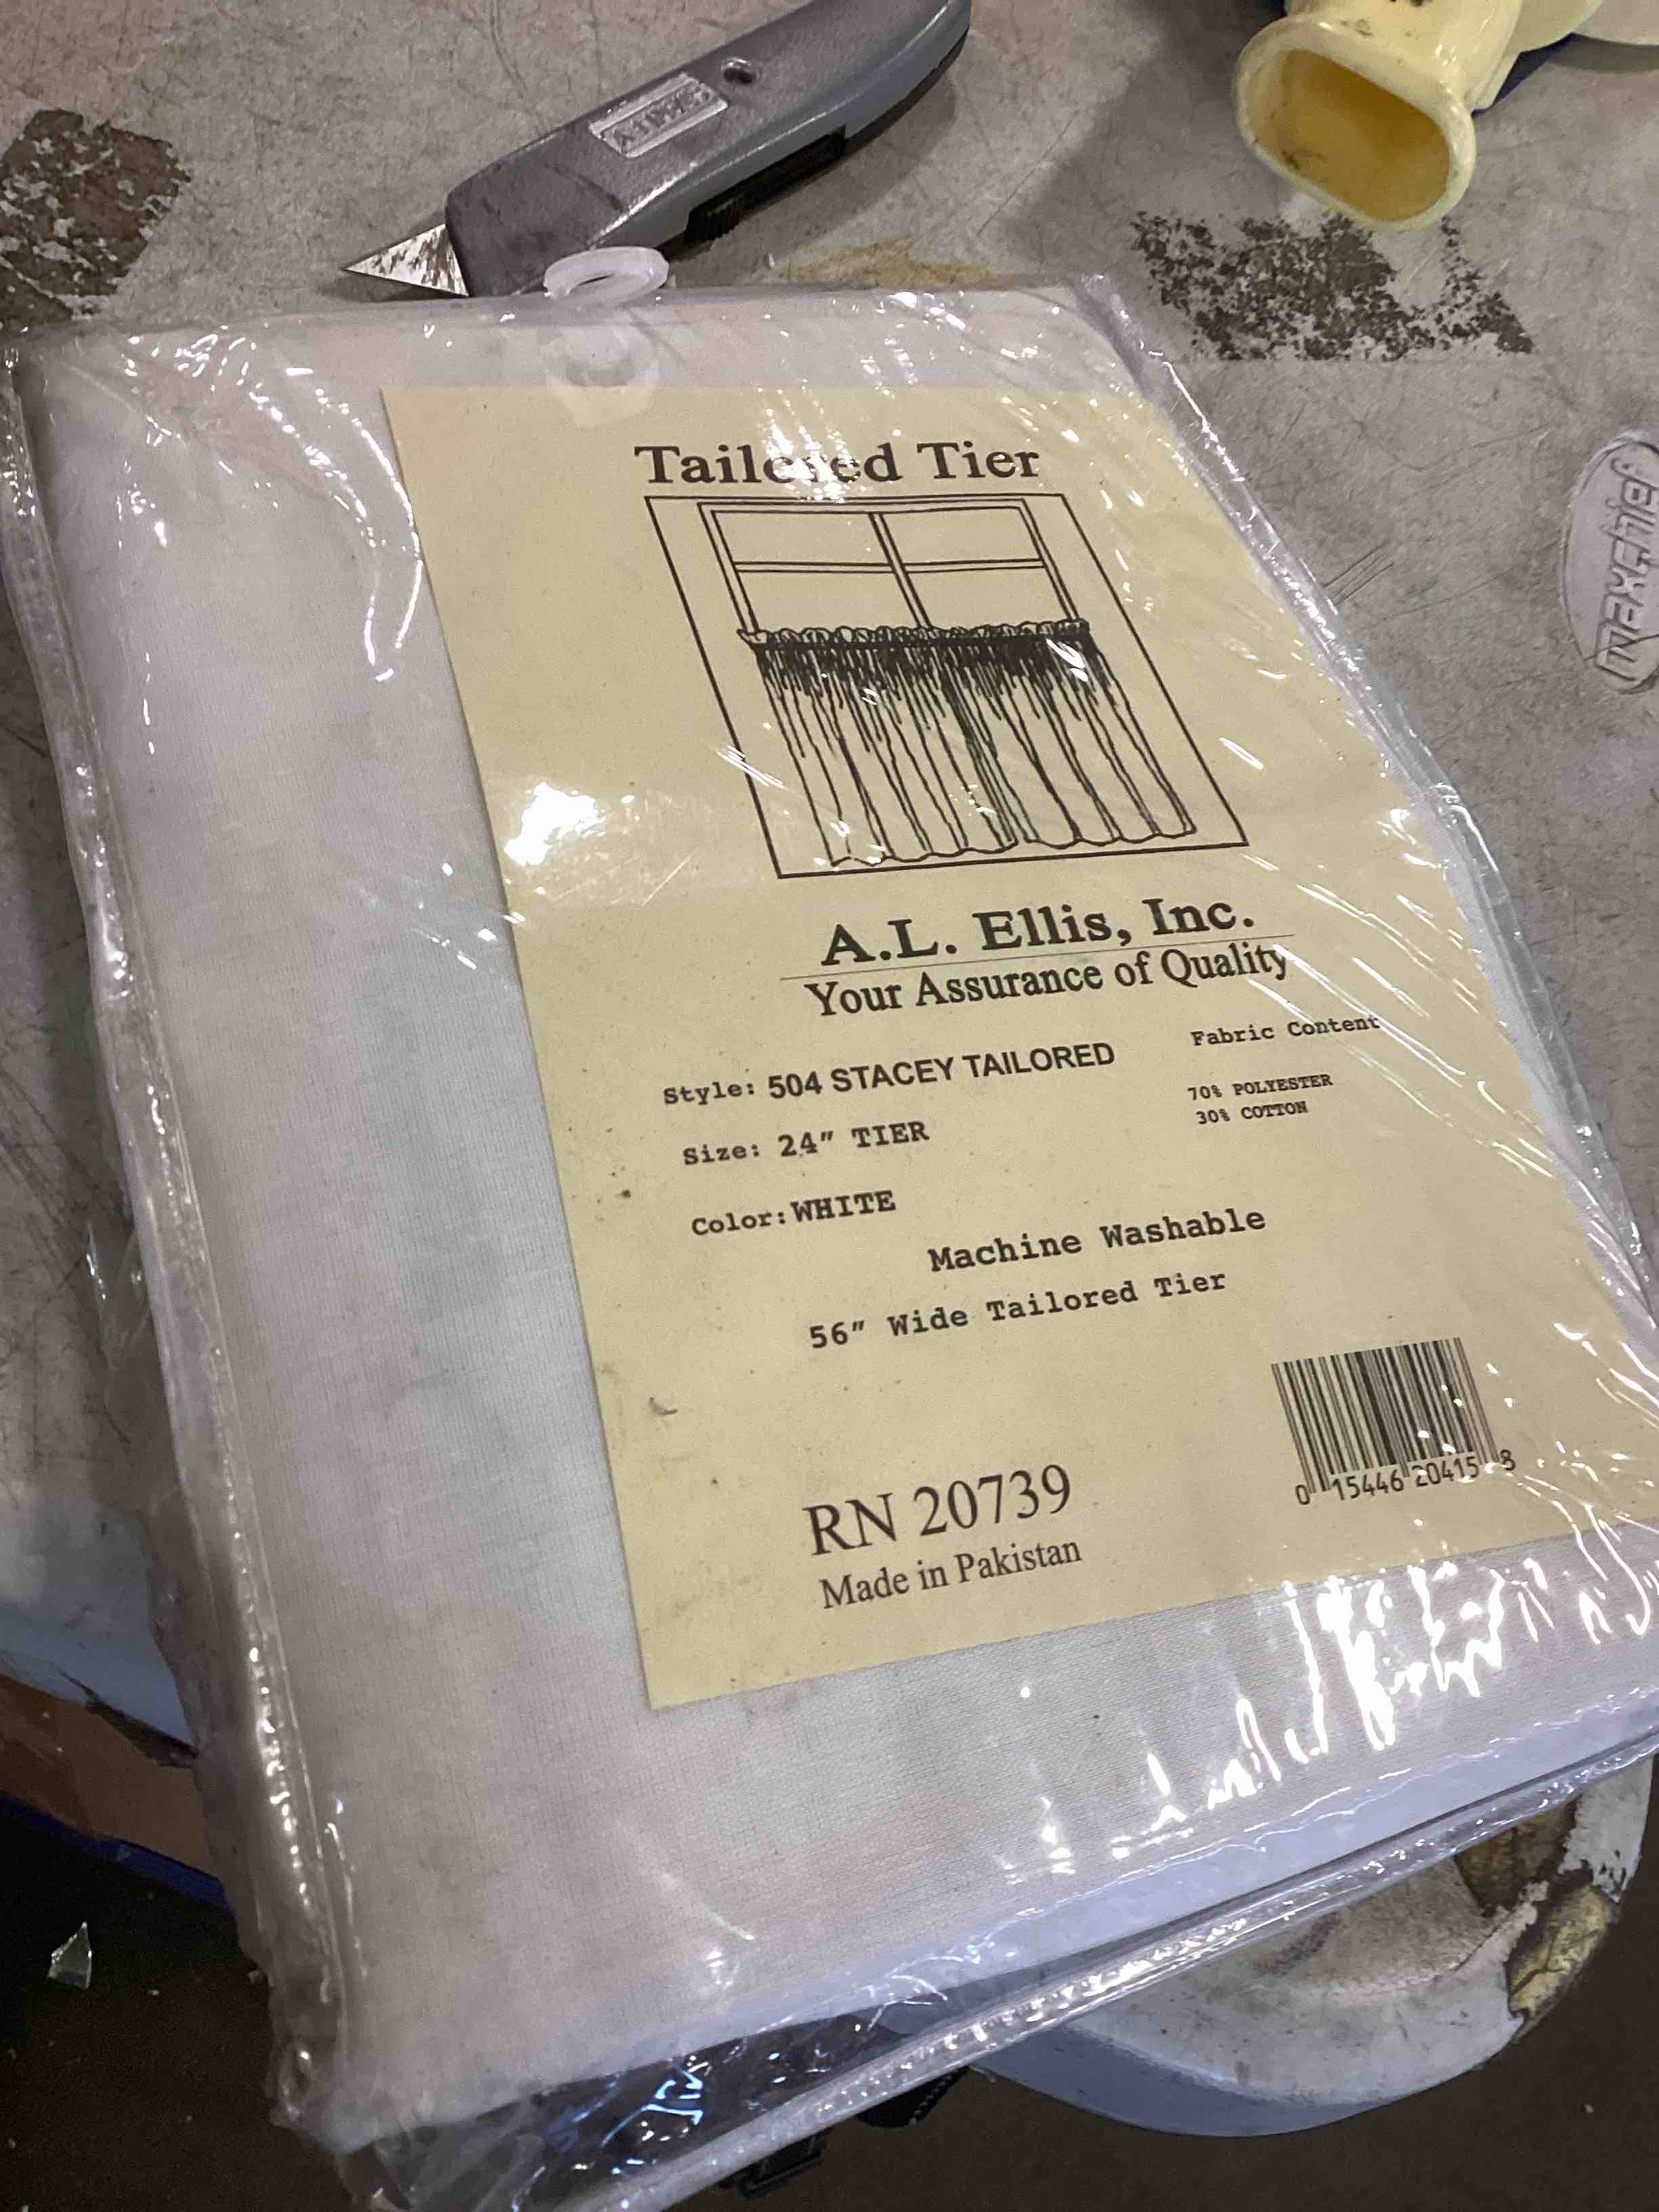 Tailored Tier
A.L. Ellis, Inc.
Your Assurance of Quality
Style: 504 STACEY TAILORED
Fabric Content
70% POLYESTER
30% COTTON
Size: 24" TIER
Color: WHITE
Machine Washable
56" Wide Tailored Tier
RN 20739
Made in Pakistan
0 15446 20415 8
maxchief